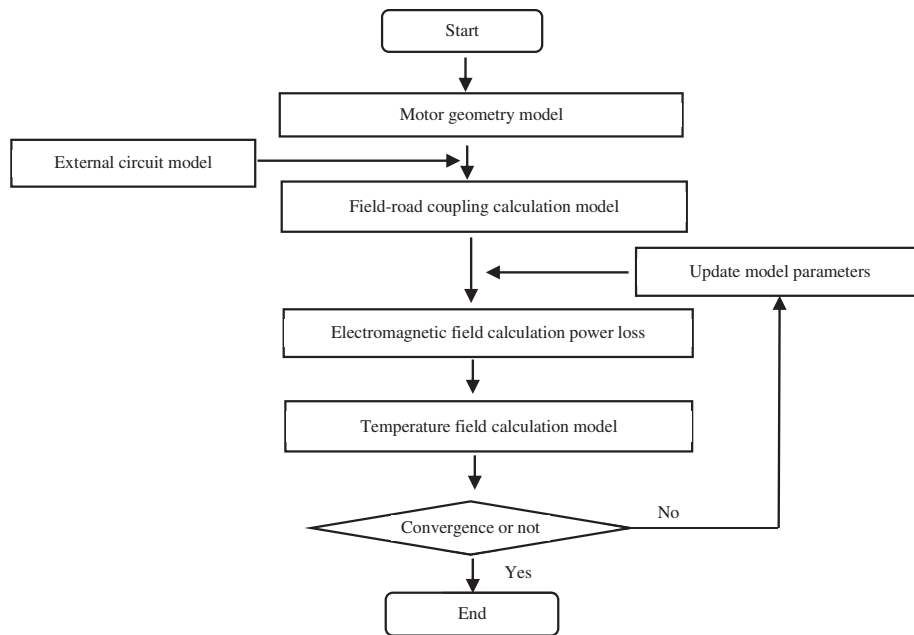 Start
Motor geometry model
External circuit model
Field-road coupling calculation model
Update model parameters
Electromagnetic field calculation power loss
Temperature field calculation model
Convergence or not
No
Yes
End